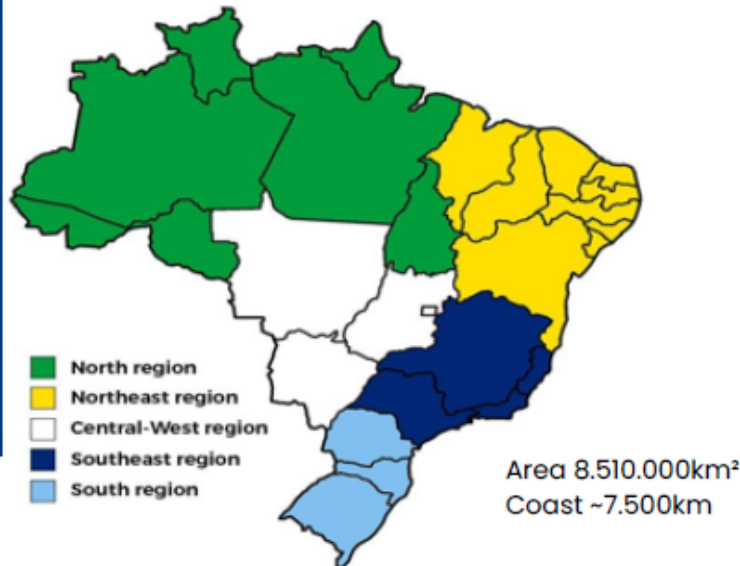 North region
Northeast region
Central-West region
Southeast region
South region
Area 8.510.000km²
Coast ~7.500km